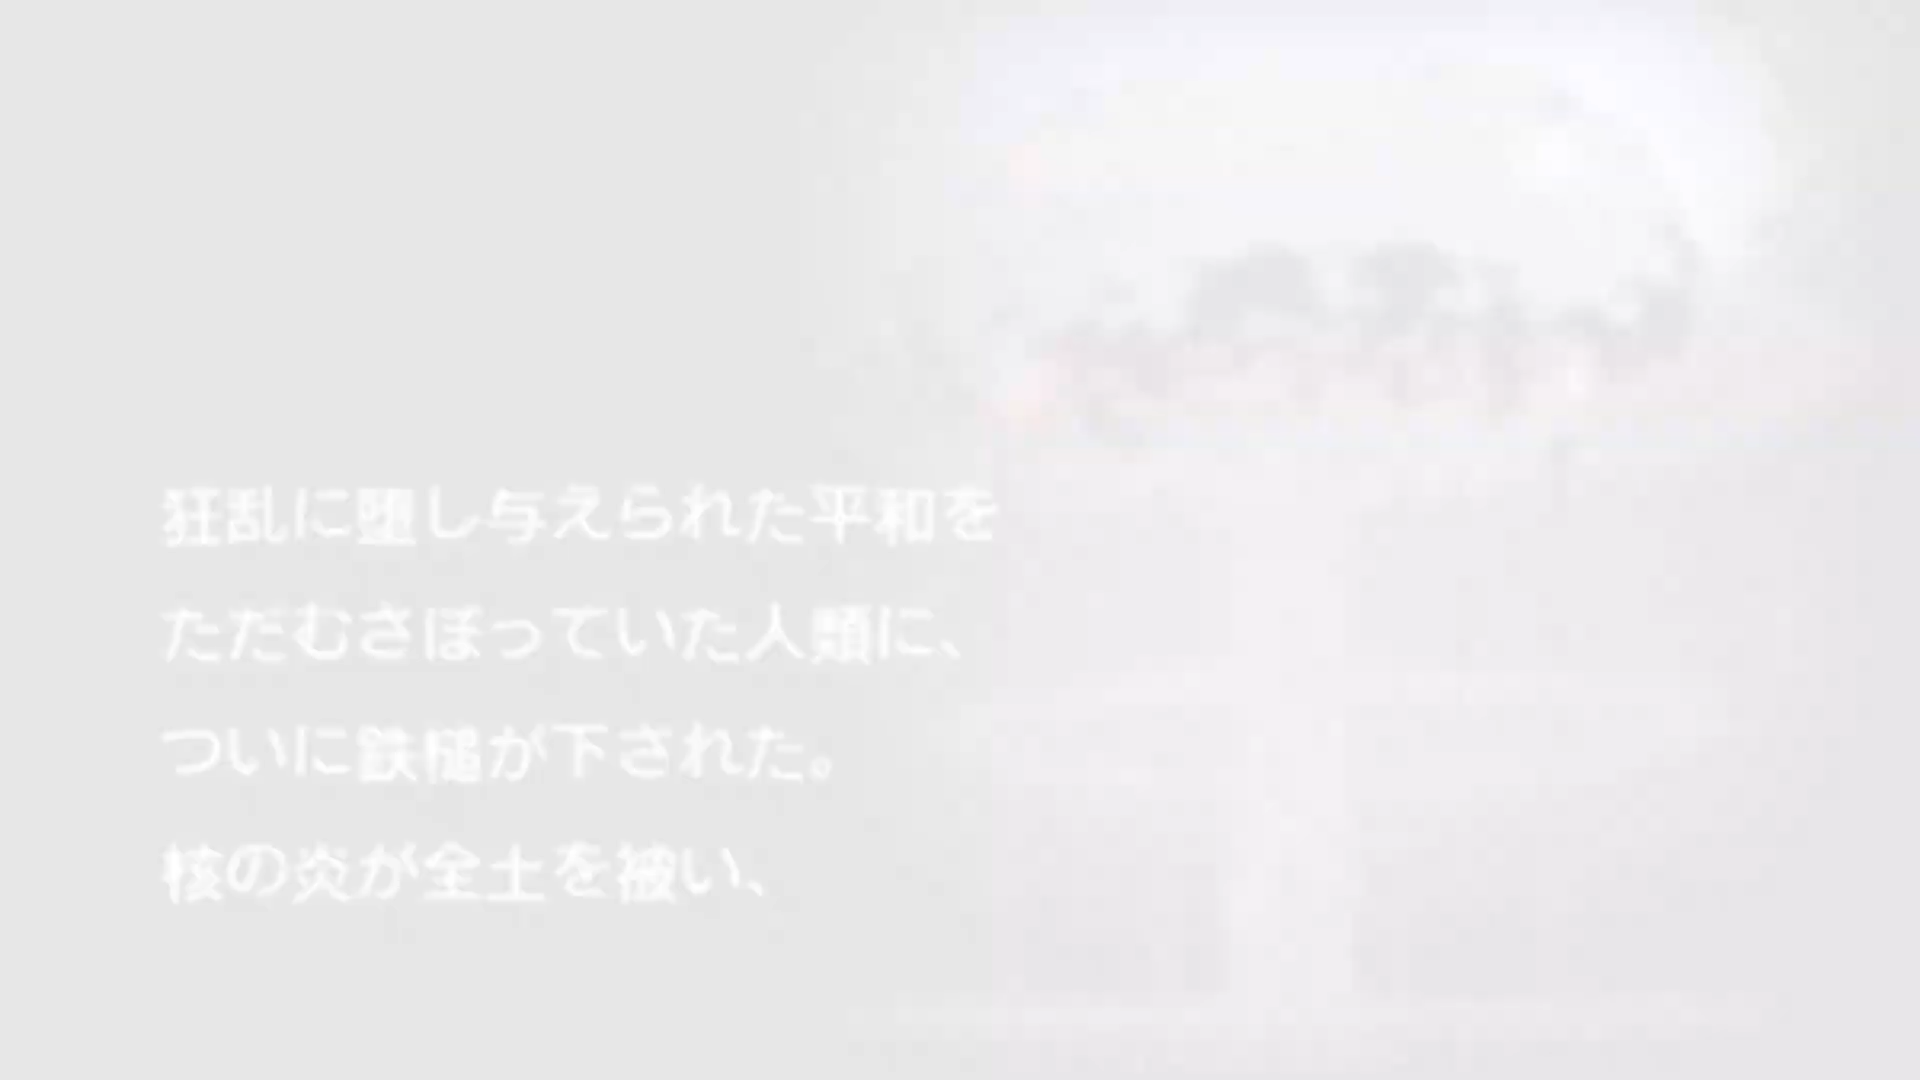 狂乱に堕し与えられた平和を
ただむさぼっていた人類に、
ついに鉄槌が下された。
核の炎が全土を被い、